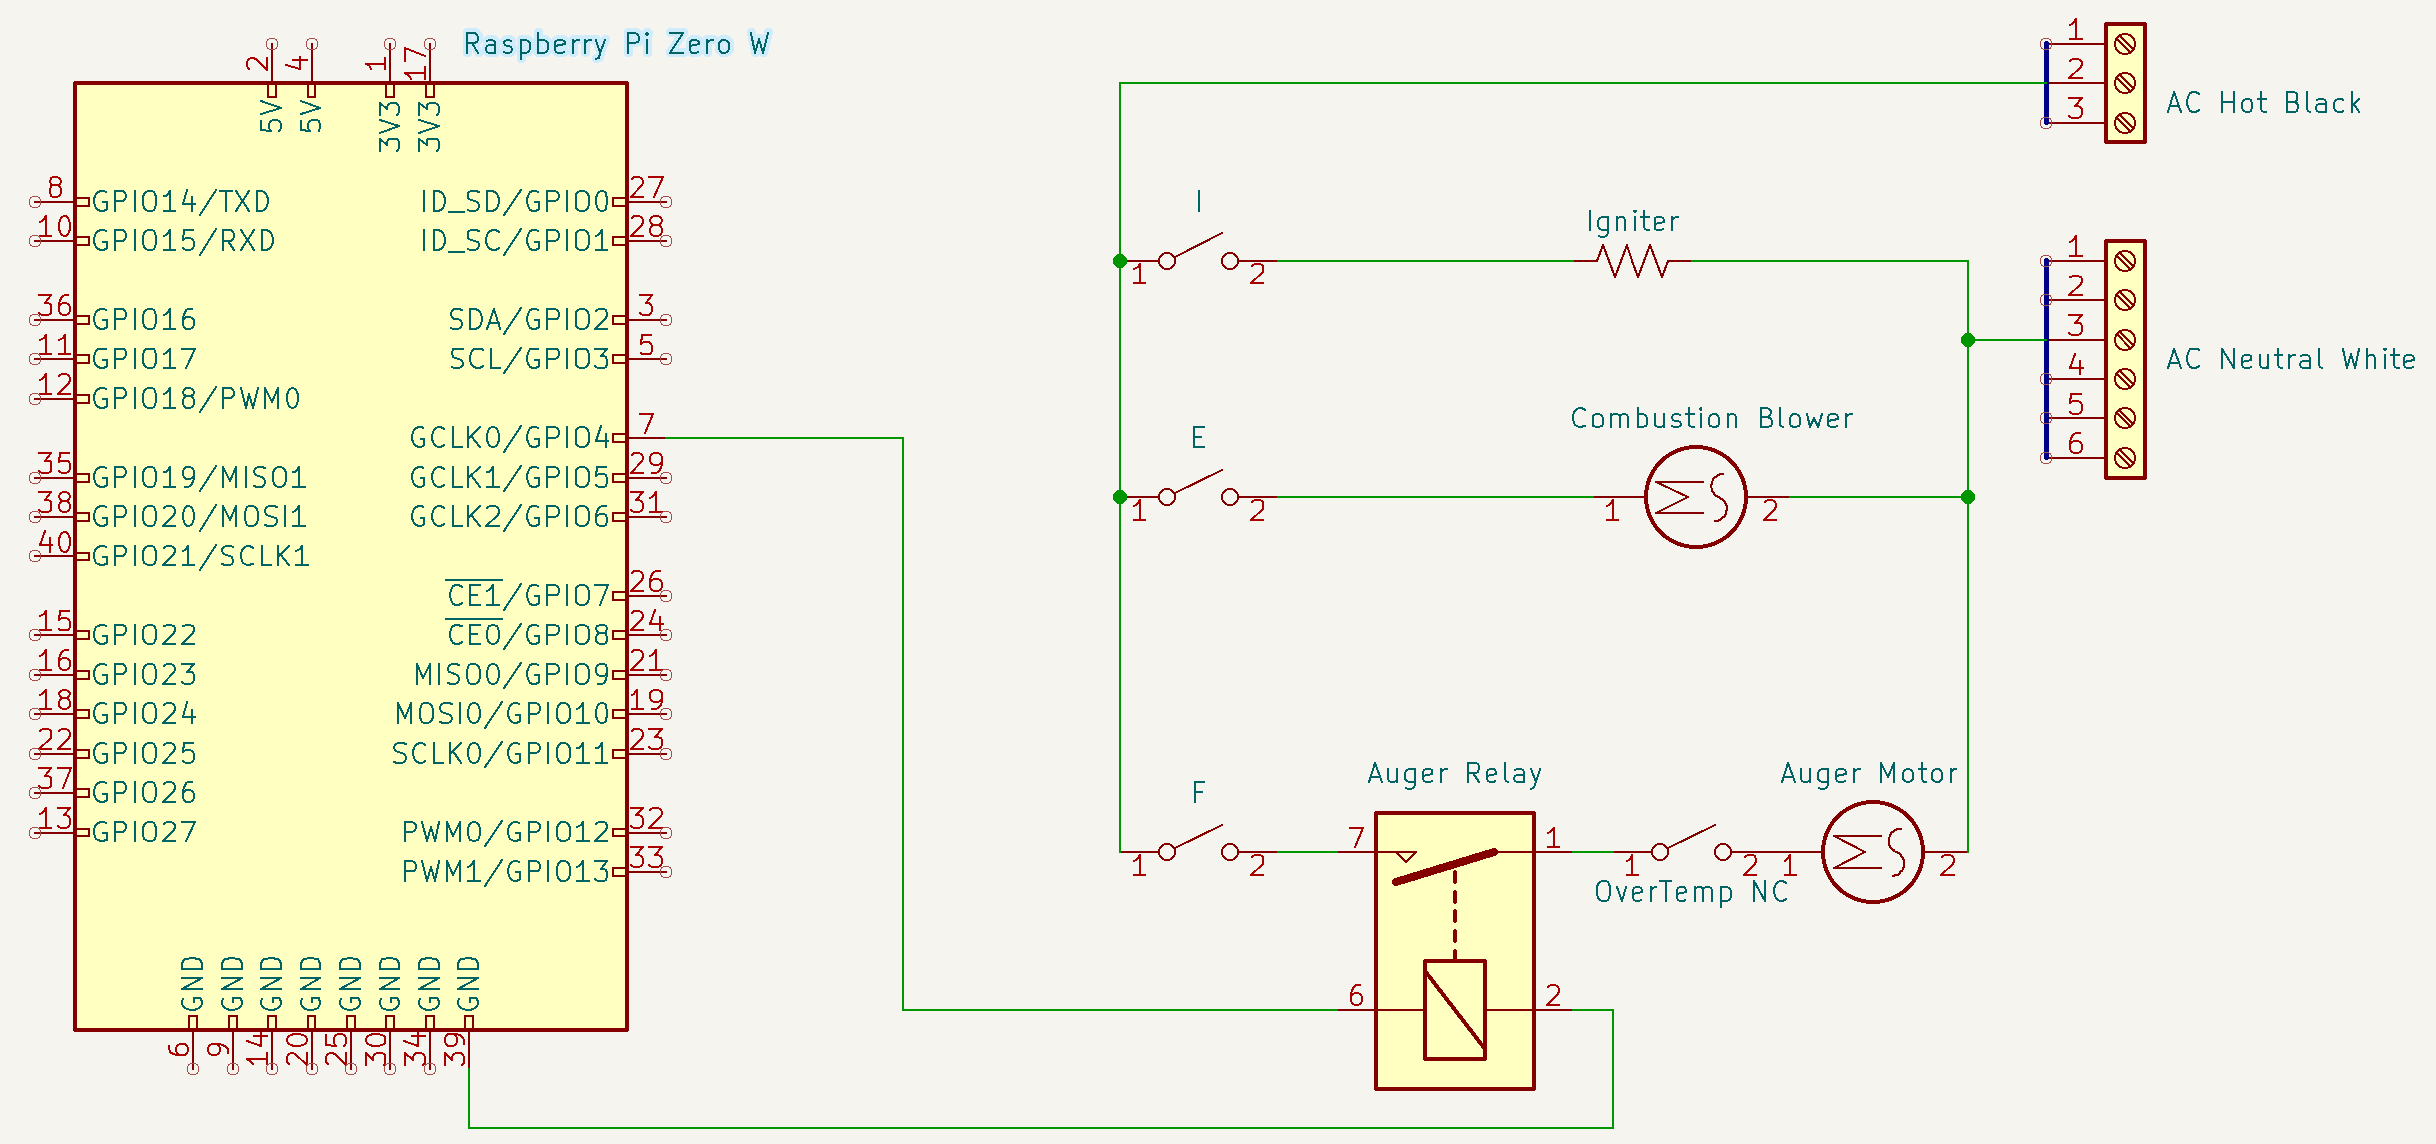 Raspberry Pi Zero W
2 4 1 17
5V 5V 3V3 3V3
8 GPIO14/TXD
10 GPIO15/RXD
36 GPIO16
11 GPIO17
12 GPIO18/PWM0
35 GPIO19/MISO1
38 GPIO20/MOSI1
40 GPIO21/SCLK1
15 GPIO22
16 GPIO23
18 GPIO24
22 GPIO25
37 GPIO26
13 GPIO27
ID_SD/GPIO0 27
ID_SC/GPIO1 28
SDA/GPIO2 3
SCL/GPIO3 5
GCLK0/GPIO4 7
GCLK1/GPIO5 29
GCLK2/GPIO6 31
CE1/GPIO7 26
CE0/GPIO8 24
MISO0/GPIO9 21
MOSI0/GPIO10 19
SCLK0/GPIO11 23
PWM0/GPIO12 32
PWM1/GPIO13 33
GND GND GND GND GND GND GND GND
6 9 14 20 25 30 34 39
I
1 2
Igniter
E
1 2
Combustion Blower
1 2
F
1 2
Auger Relay
7 1
6 2
1 2
OverTemp NC
Auger Motor
1 2
1
2
3
AC Hot Black
1
2
3
4
5
6
AC Neutral White